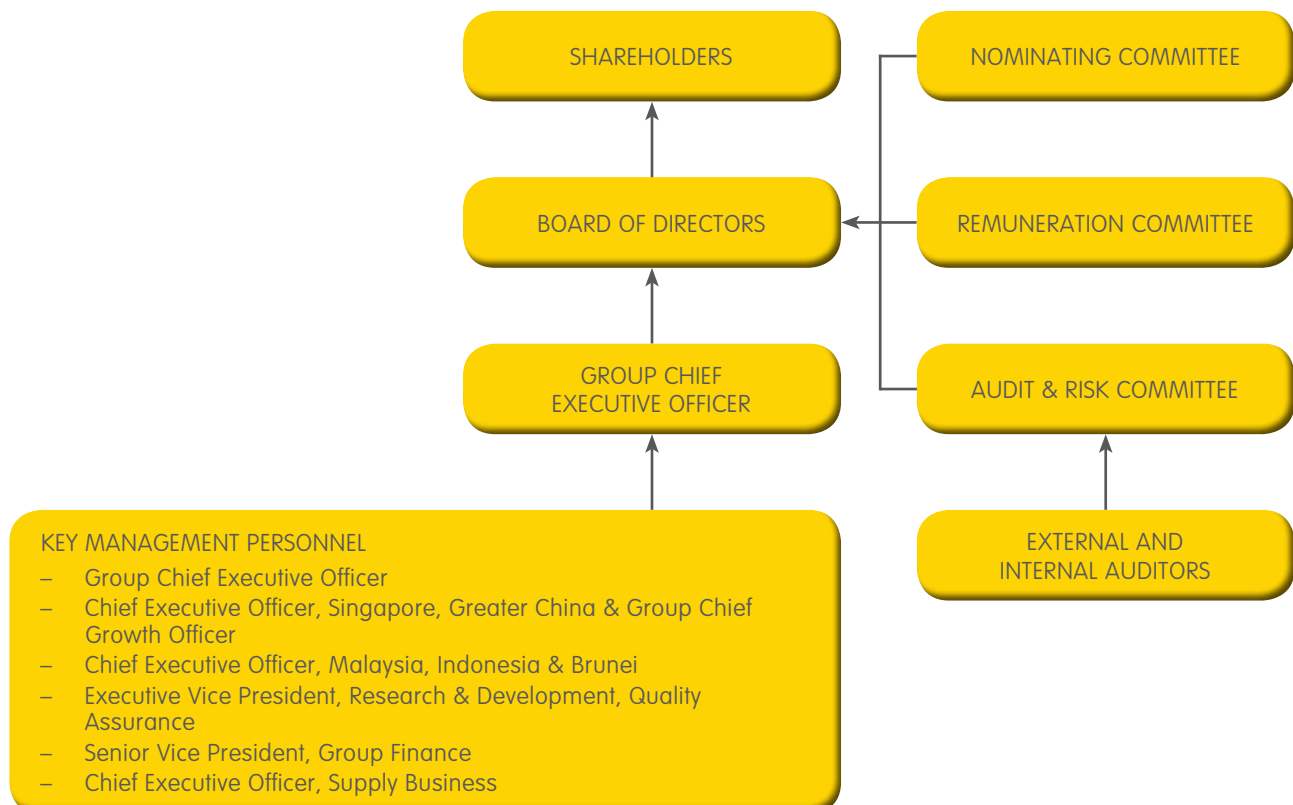 SHAREHOLDERS
NOMINATING COMMITTEE
BOARD OF DIRECTORS
REMUNERATION COMMITTEE
GROUP CHIEF
EXECUTIVE OFFICER
AUDIT & RISK COMMITTEE
KEY MANAGEMENT PERSONNEL
– Group Chief Executive Officer
– Chief Executive Officer, Singapore, Greater China & Group Chief
Growth Officer
– Chief Executive Officer, Malaysia, Indonesia & Brunei
– Executive Vice President, Research & Development, Quality
Assurance
– Senior Vice President, Group Finance
– Chief Executive Officer, Supply Business
EXTERNAL AND
INTERNAL AUDITORS